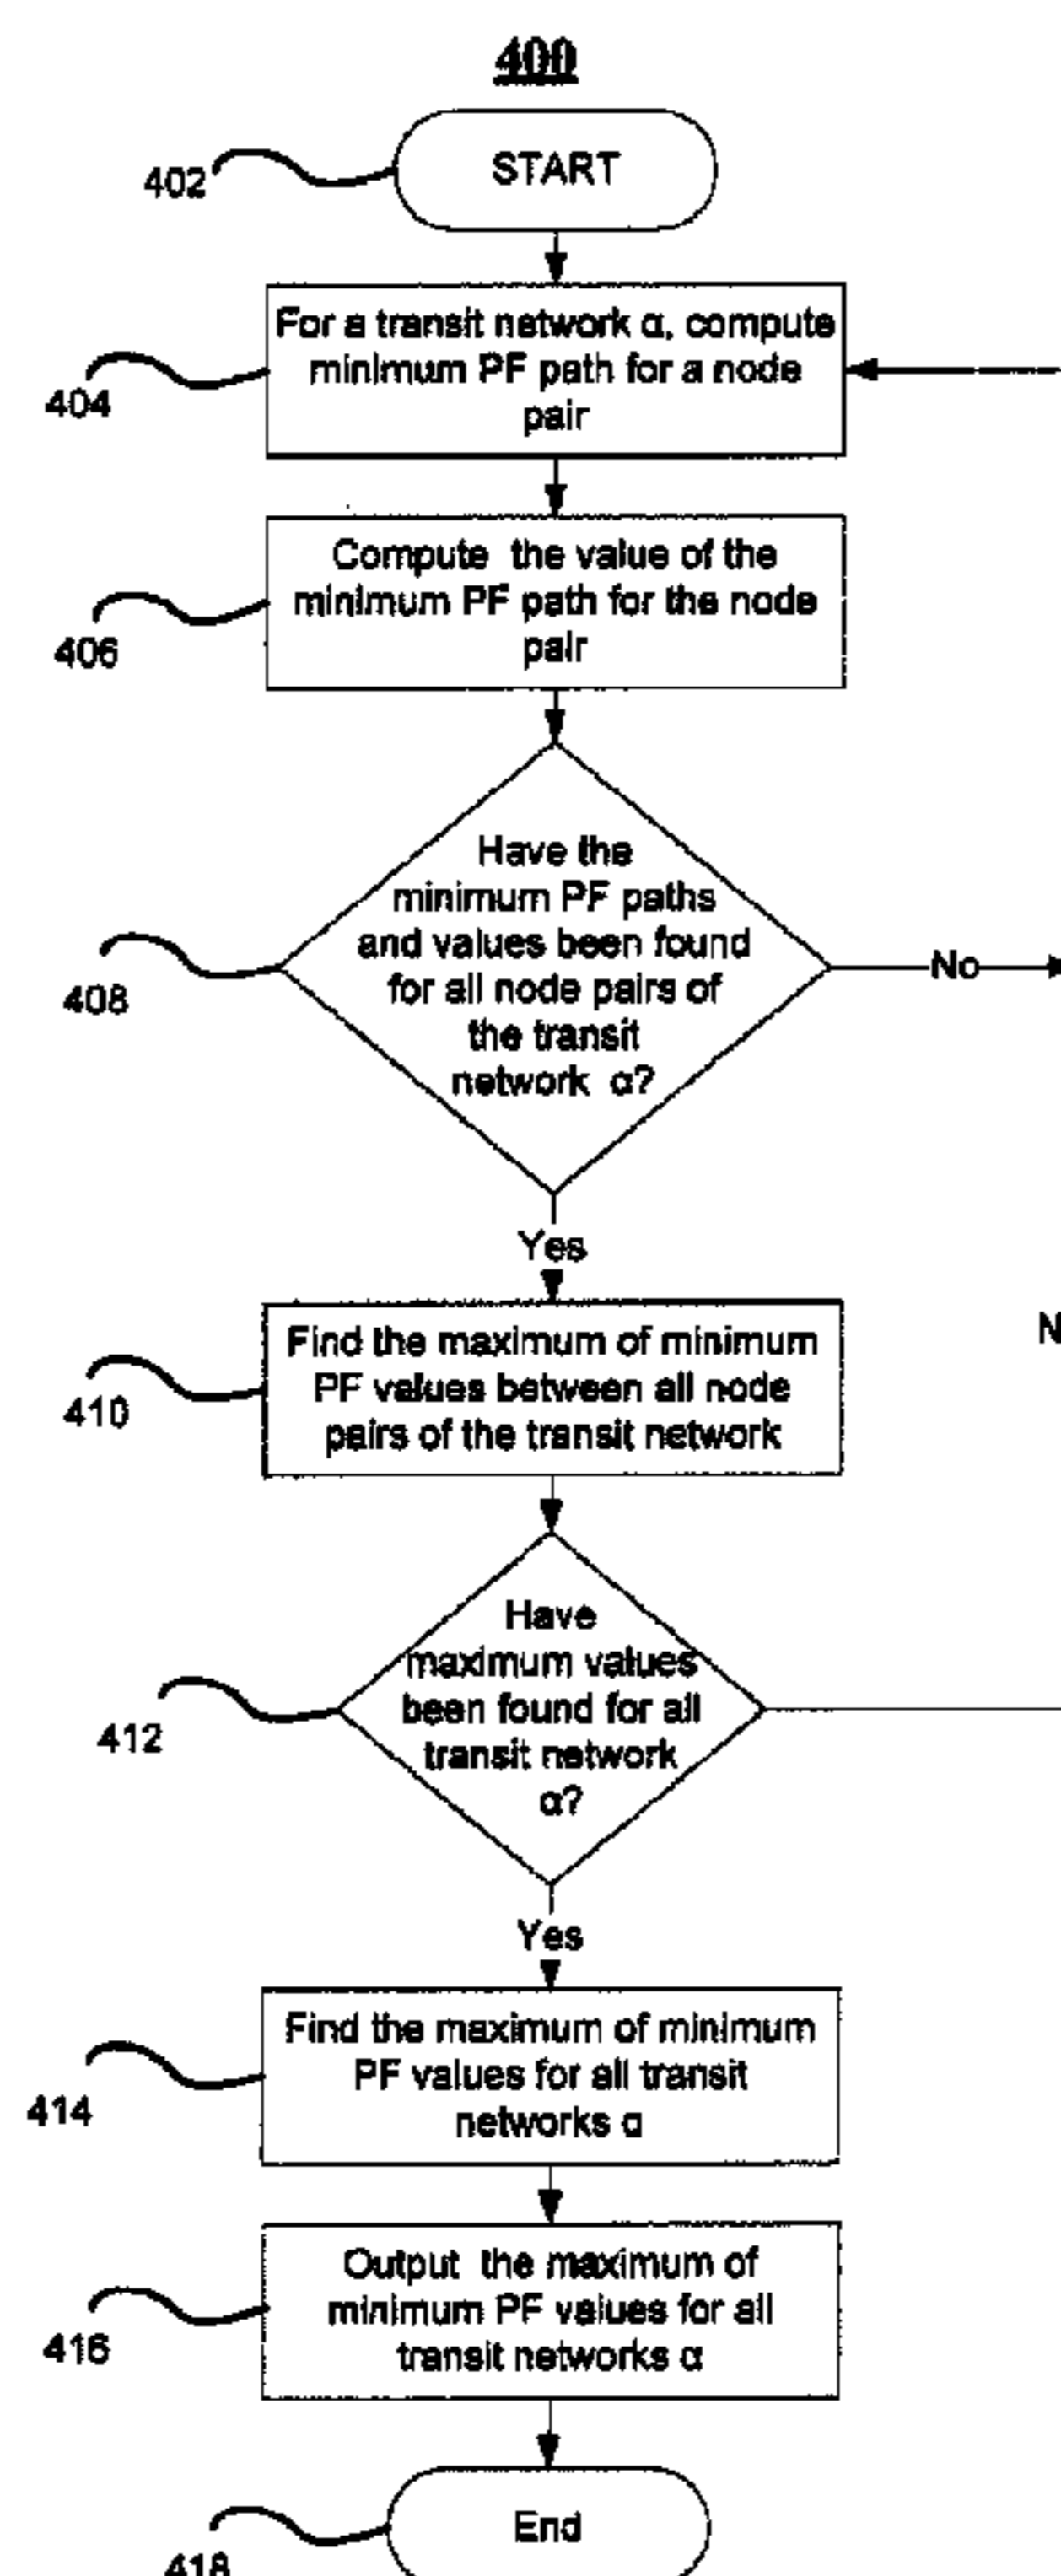 400
START
402
For a transit network α, compute
minimum PF path for a node
pair
404
Compute the value of the
minimum PF path for the node
pair
406
Have the
minimum PF paths
and values been found
for all node pairs of
the transit
network α?
408
No
Yes
Find the maximum of minimum
PF values between all node
pairs of the transit network
410
Have
maximum values
been found for all
transit network
α?
412
Yes
Find the maximum of minimum
PF values for all transit
networks α
414
Output the maximum of
minimum PF values for all
transit networks α
416
End
418